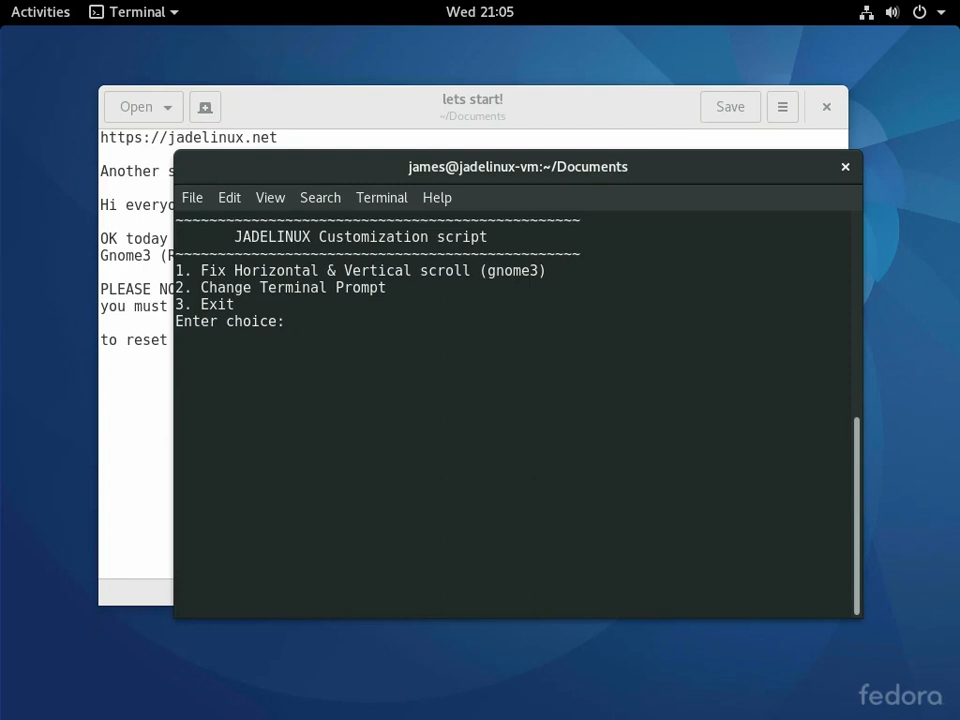 Activities Terminal Wed 21:05
Open lets start! Save
~/Documents
https://jadelinux.net
Another s
Hi everyo
OK today
Gnome3 (
PLEASE NO
you must
to reset
james@jadelinux-vm:~/Documents
File Edit View Search Terminal Help
~~~~~~~~~~~~~~~~~~~~~~~~~~~~~~~~~~~~~~~~~~~~~~~~
JADELINUX Customization script
~~~~~~~~~~~~~~~~~~~~~~~~~~~~~~~~~~~~~~~~~~~~~~~~
1. Fix Horizontal & Vertical scroll (gnome3)
2. Change Terminal Prompt
3. Exit
Enter choice:
fedora